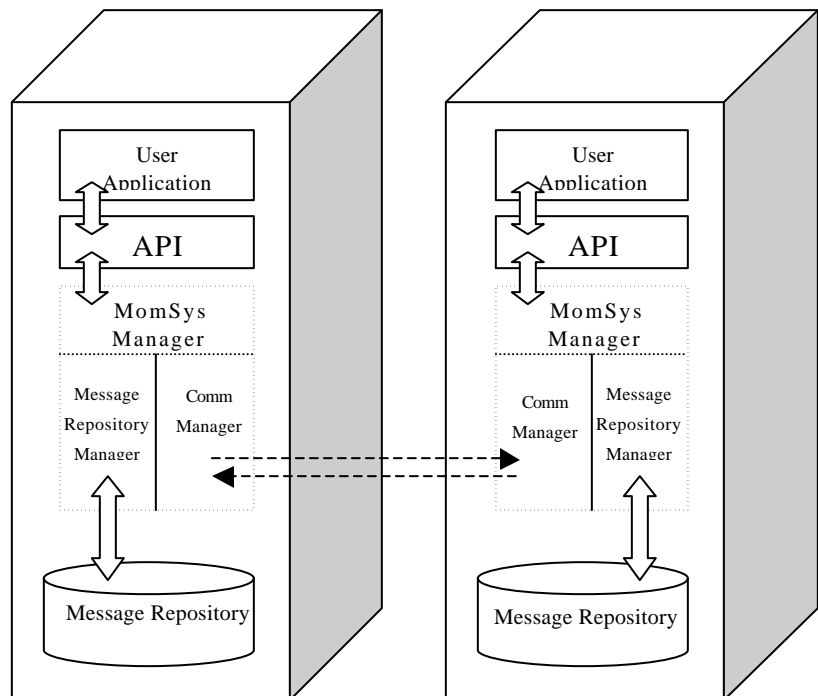 User
Application
API
MomSys
Manager
Message
Repository
Manager
Comm
Manager
Message Repository
User
Application
API
MomSys
Manager
Comm
Manager
Message
Repository
Manager
Message Repository